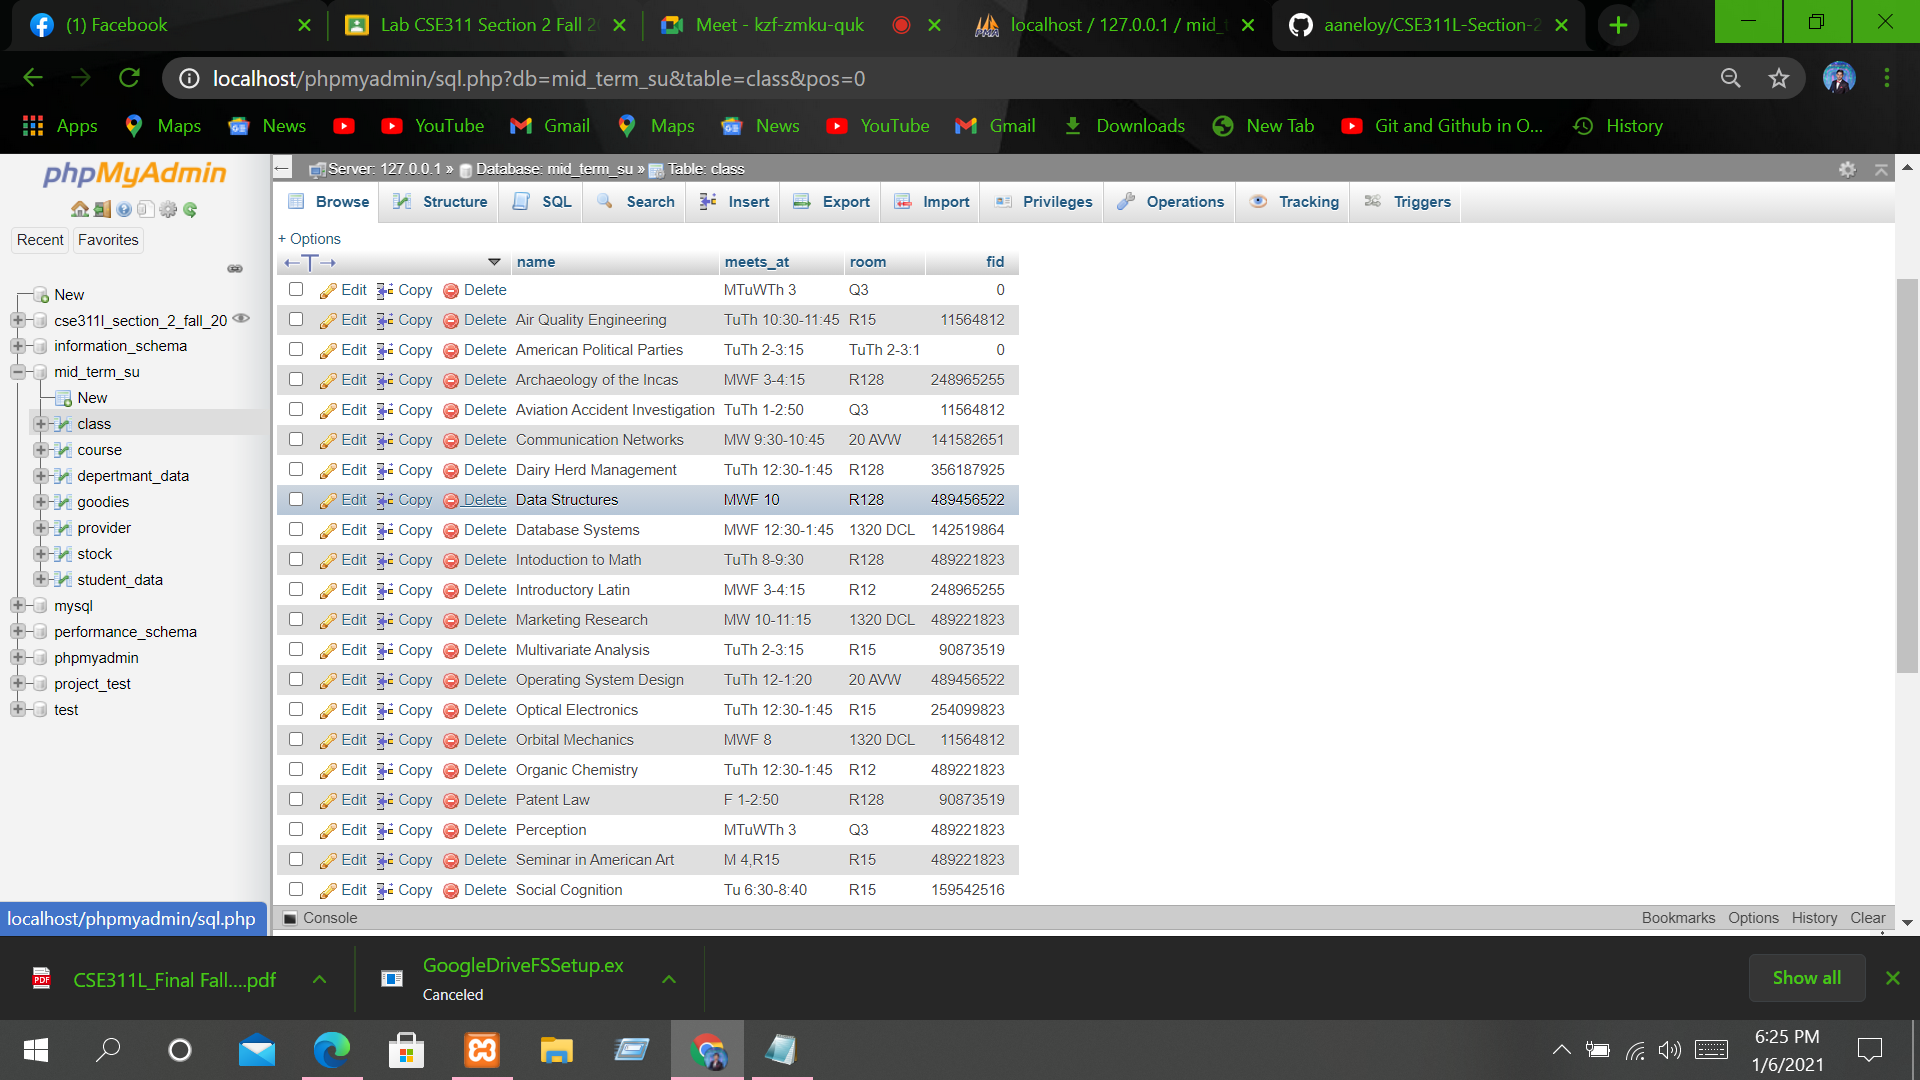 (1) Facebook
Lab CSE311 Section 2 Fall 2
Meet - kzf-zmku-quk
localhost / 127.0.0.1 / mid_t
aaneloy/CSE311L-Section-2
localhost/phpmyadmin/sql.php?db=mid_term_su&table=class&pos=0
Apps Maps News YouTube Gmail Maps News YouTube Gmail Downloads New Tab Git and Github in O... History
phpMyAdmin
Recent Favorites
New
cse311l_section_2_fall_20
information_schema
mid_term_su
New
class
course
depertmant_data
goodies
provider
stock
student_data
mysql
performance_schema
phpmyadmin
project_test
test
localhost/phpmyadmin/sql.php
Server: 127.0.0.1 » Database: mid_term_su » Table: class
Browse Structure SQL Search Insert Export Import Privileges Operations Tracking Triggers
+ Options
←T→ name meets_at room fid
Edit Copy Delete MTuWTh 3 Q3 0
Edit Copy Delete Air Quality Engineering TuTh 10:30-11:45 R15 11564812
Edit Copy Delete American Political Parties TuTh 2-3:15 TuTh 2-3:1 0
Edit Copy Delete Archaeology of the Incas MWF 3-4:15 R128 248965255
Edit Copy Delete Aviation Accident Investigation TuTh 1-2:50 Q3 11564812
Edit Copy Delete Communication Networks MW 9:30-10:45 20 AVW 141582651
Edit Copy Delete Dairy Herd Management TuTh 12:30-1:45 R128 356187925
Edit Copy Delete Data Structures MWF 10 R128 489456522
Edit Copy Delete Database Systems MWF 12:30-1:45 1320 DCL 142519864
Edit Copy Delete Intoduction to Math TuTh 8-9:30 R128 489221823
Edit Copy Delete Introductory Latin MWF 3-4:15 R12 248965255
Edit Copy Delete Marketing Research MW 10-11:15 1320 DCL 489221823
Edit Copy Delete Multivariate Analysis TuTh 2-3:15 R15 90873519
Edit Copy Delete Operating System Design TuTh 12-1:20 20 AVW 489456522
Edit Copy Delete Optical Electronics TuTh 12:30-1:45 R15 254099823
Edit Copy Delete Orbital Mechanics MWF 8 1320 DCL 11564812
Edit Copy Delete Organic Chemistry TuTh 12:30-1:45 R12 489221823
Edit Copy Delete Patent Law F 1-2:50 R128 90873519
Edit Copy Delete Perception MTuWTh 3 Q3 489221823
Edit Copy Delete Seminar in American Art M 4,R15 R15 489221823
Edit Copy Delete Social Cognition Tu 6:30-8:40 R15 159542516
Console Bookmarks Options History Clear
CSE311L_Final Fall....pdf
GoogleDriveFSSetup.ex
Canceled
Show all
6:25 PM
1/6/2021